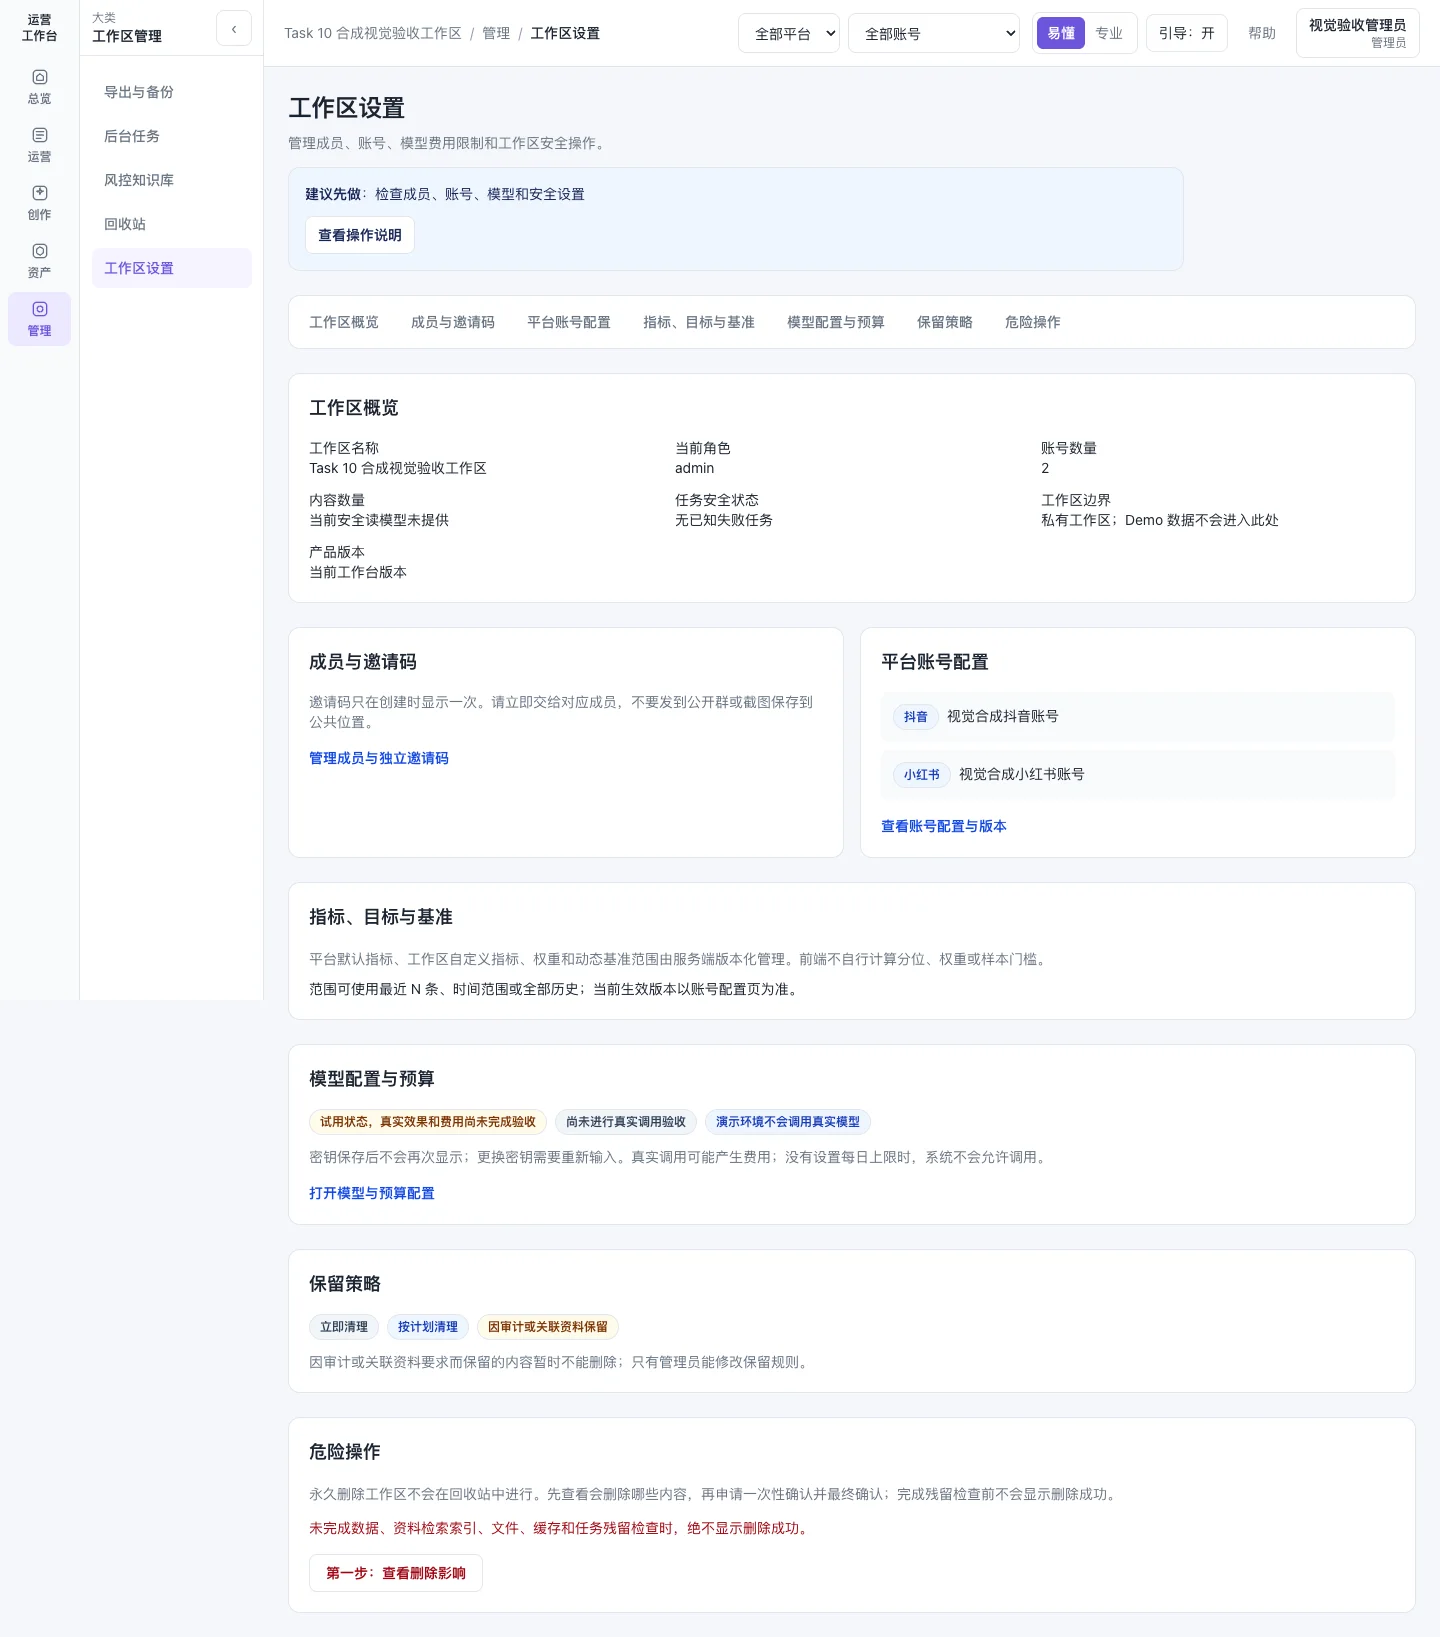 运营
工作台
总览
运营
创作
资产
管理
大类
工作区管理
‹
导出与备份
后台任务
风控知识库
回收站
工作区设置
Task 10 合成视觉验收工作区 / 管理 / 工作区设置
全部平台
全部账号
易懂 专业
引导：开
帮助
视觉验收管理员
管理员
工作区设置
管理成员、账号、模型费用限制和工作区安全操作。
建议先做：检查成员、账号、模型和安全设置
查看操作说明
工作区概览 成员与邀请码 平台账号配置 指标、目标与基准 模型配置与预算 保留策略 危险操作
工作区概览
工作区名称
Task 10 合成视觉验收工作区
当前角色
admin
账号数量
2
内容数量
当前安全读模型未提供
任务安全状态
无已知失败任务
工作区边界
私有工作区；Demo 数据不会进入此处
产品版本
当前工作台版本
成员与邀请码
邀请码只在创建时显示一次。请立即交给对应成员，不要发到公开群或截图保存到
公共位置。
管理成员与独立邀请码
平台账号配置
抖音 视觉合成抖音账号
小红书 视觉合成小红书账号
查看账号配置与版本
指标、目标与基准
平台默认指标、工作区自定义指标、权重和动态基准范围由服务端版本化管理。前端不自行计算分位、权重或样本门槛。
范围可使用最近 N 条、时间范围或全部历史；当前生效版本以账号配置页为准。
模型配置与预算
试用状态，真实效果和费用尚未完成验收 尚未进行真实调用验收 演示环境不会调用真实模型
密钥保存后不会再次显示；更换密钥需要重新输入。真实调用可能产生费用；没有设置每日上限时，系统不会允许调用。
打开模型与预算配置
保留策略
立即清理 按计划清理 因审计或关联资料保留
因审计或关联资料要求而保留的内容暂时不能删除；只有管理员能修改保留规则。
危险操作
永久删除工作区不会在回收站中进行。先查看会删除哪些内容，再申请一次性确认并最终确认；完成残留检查前不会显示删除成功。
未完成数据、资料检索索引、文件、缓存和任务残留检查时，绝不显示删除成功。
第一步：查看删除影响